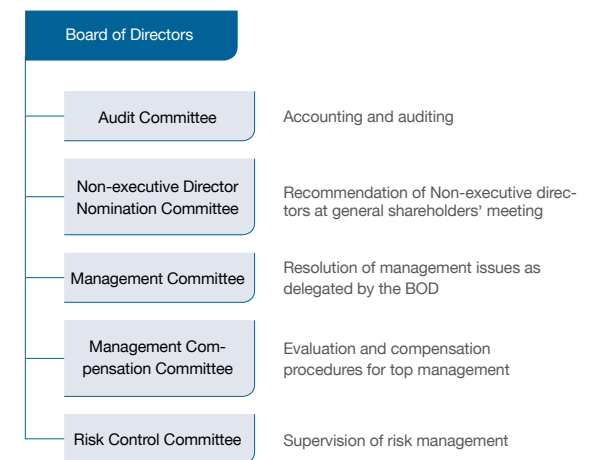 Board of Directors
Audit Committee
Accounting and auditing
Non-executive Director
Nomination Committee
Recommendation of Non-executive direc-
tors at general shareholders’ meeting
Management Committee
Resolution of management issues as
delegated by the BOD
Management Com-
pensation Committee
Evaluation and compensation
procedures for top management
Risk Control Committee
Supervision of risk management